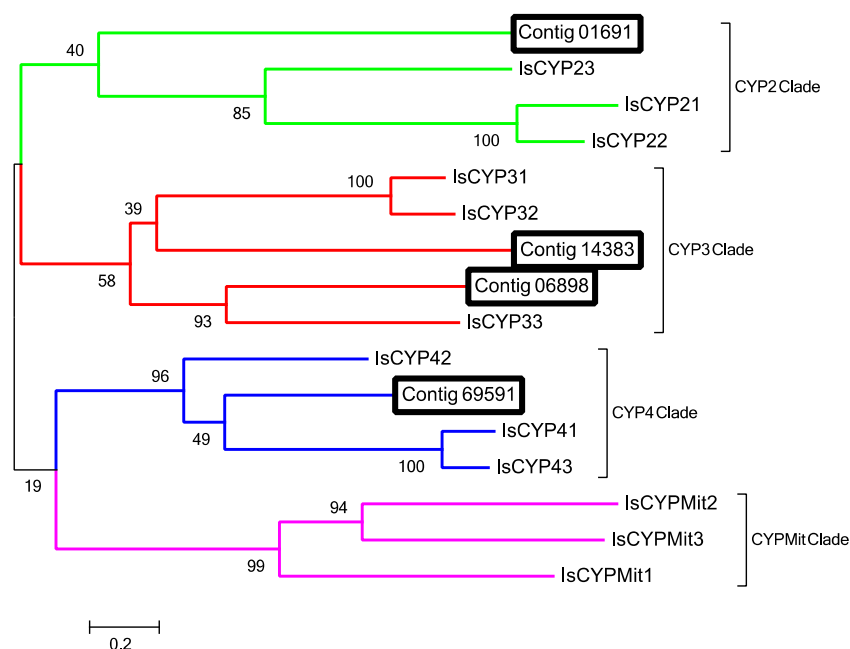 Contig 01691
40
IsCYP23
CYP2 Clade
IsCYP21
85
100
IsCYP22
IsCYP31
100
IsCYP32
39
Contig 14383
CYP3 Clade
58
Contig 06898
93
IsCYP33
IsCYP42
96
Contig 69591
CYP4 Clade
49
IsCYP41
100
IsCYP43
19
IsCYPMit2
94
IsCYPMit3
CYPMit Clade
99
IsCYPMit1
0.2